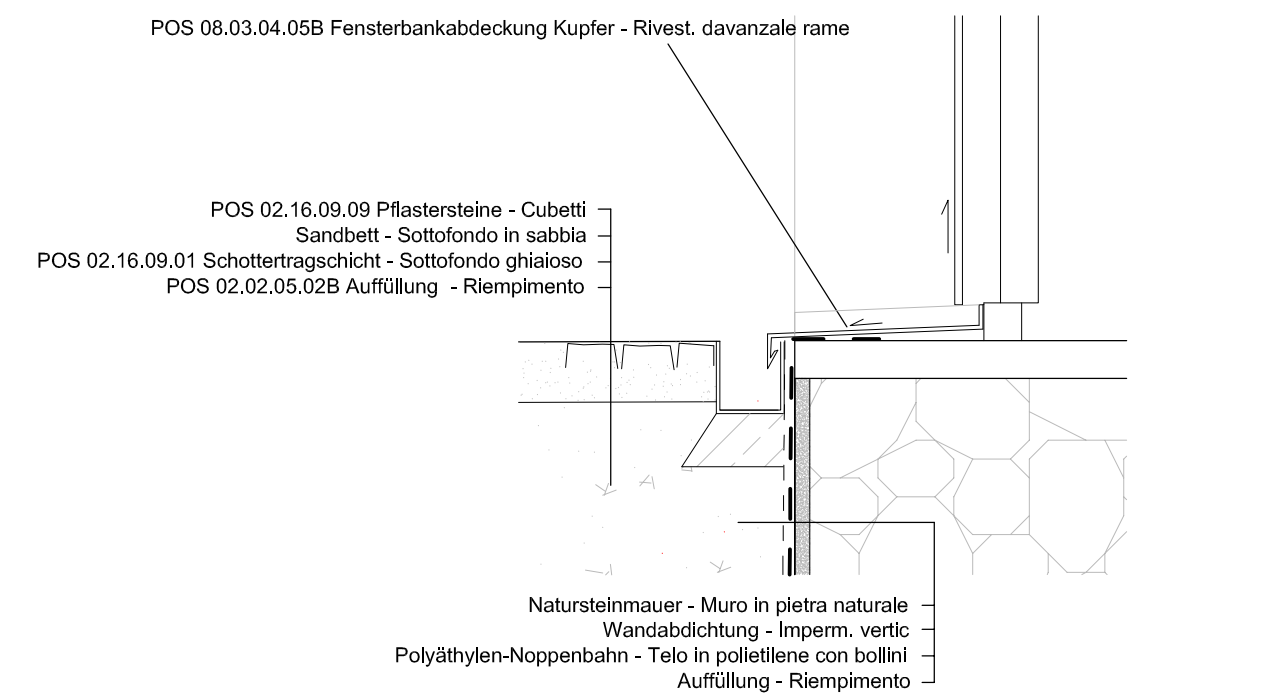 POS 08.03.04.05B Fensterbankabdeckung Kupfer - Rivest. davanzale rame
POS 02.16.09.09 Pflastersteine - Cubetti
Sandbett - Sottofondo in sabbia
POS 02.16.09.01 Schottertragschicht - Sottofondo ghiaioso
POS 02.02.05.02B Auffüllung - Riempimento
Natursteinmauer - Muro in pietra naturale
Wandabdichtung - Imperm. vertic
Polyäthylen-Noppenbahn - Telo in polietilene con bollini
Auffüllung - Riempimento